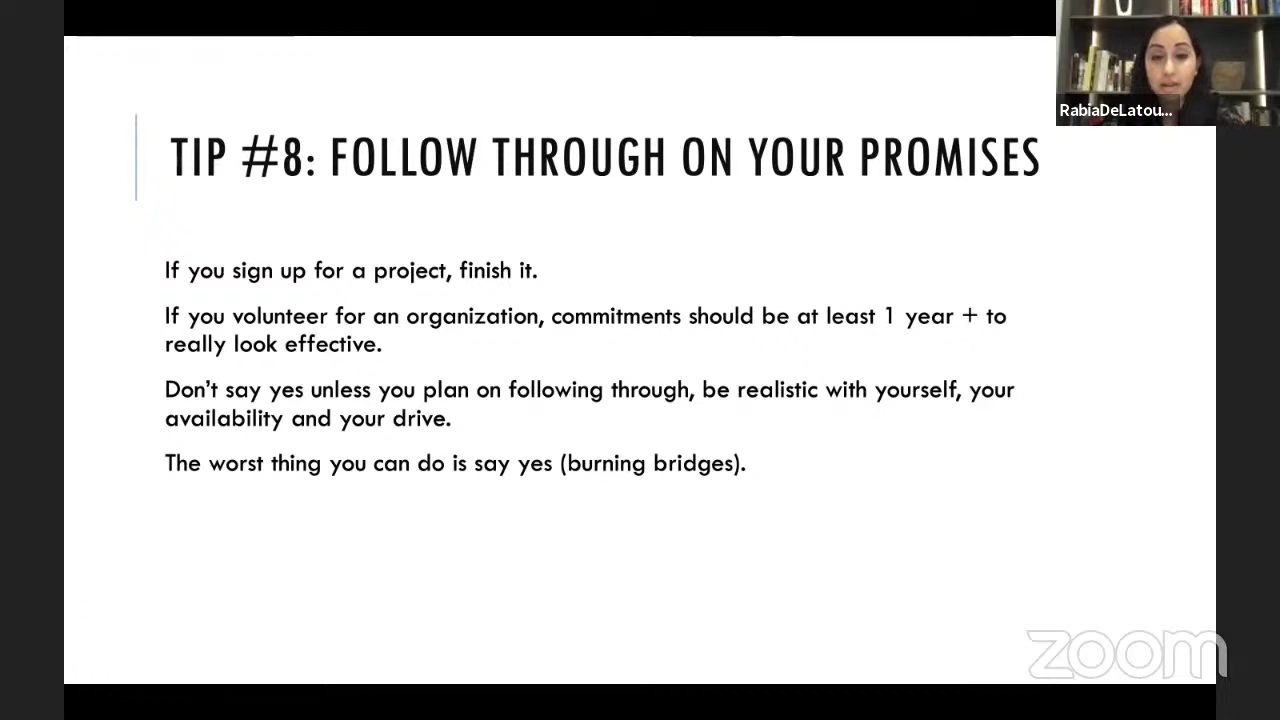 RabiaDeLatou...
TIP #8: FOLLOW THROUGH ON YOUR PROMISES
If you sign up for a project, finish it.
If you volunteer for an organization, commitments should be at least 1 year + to
really look effective.
Don't say yes unless you plan on following through, be realistic with yourself, your
availability and your drive.
The worst thing you can do is say yes (burning bridges).
zoom